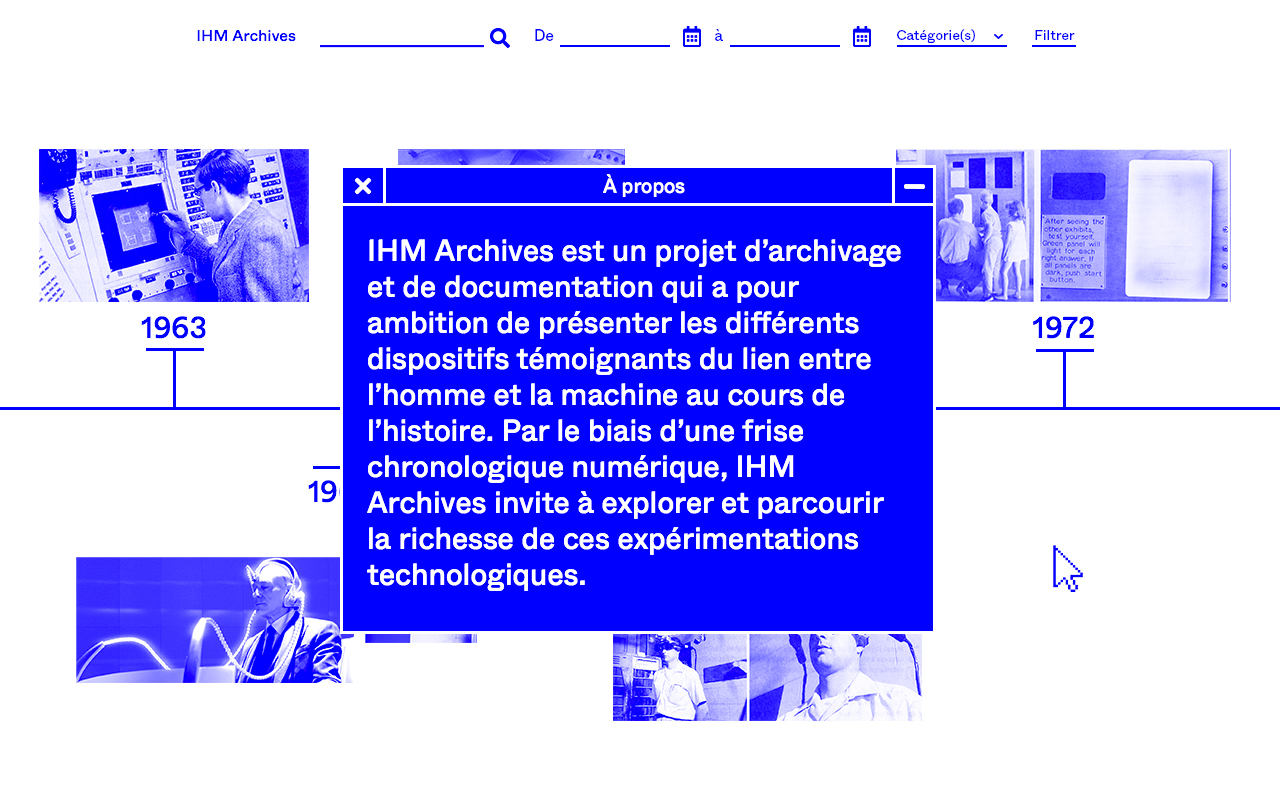 IHM Archives De à Catégorie(s) Filtrer
À propos
IHM Archives est un projet d’archivage
et de documentation qui a pour
ambition de présenter les différents
dispositifs témoignants du lien entre
l’homme et la machine au cours de
l’histoire. Par le biais d’une frise
chronologique numérique, IHM
Archives invite à explorer et parcourir
la richesse de ces expérimentations
technologiques.
After seeing the
other exhibits,
test yourself.
Green panel will
light for each
right answer. If
all panels are
dark, push start
button.
1963
1972